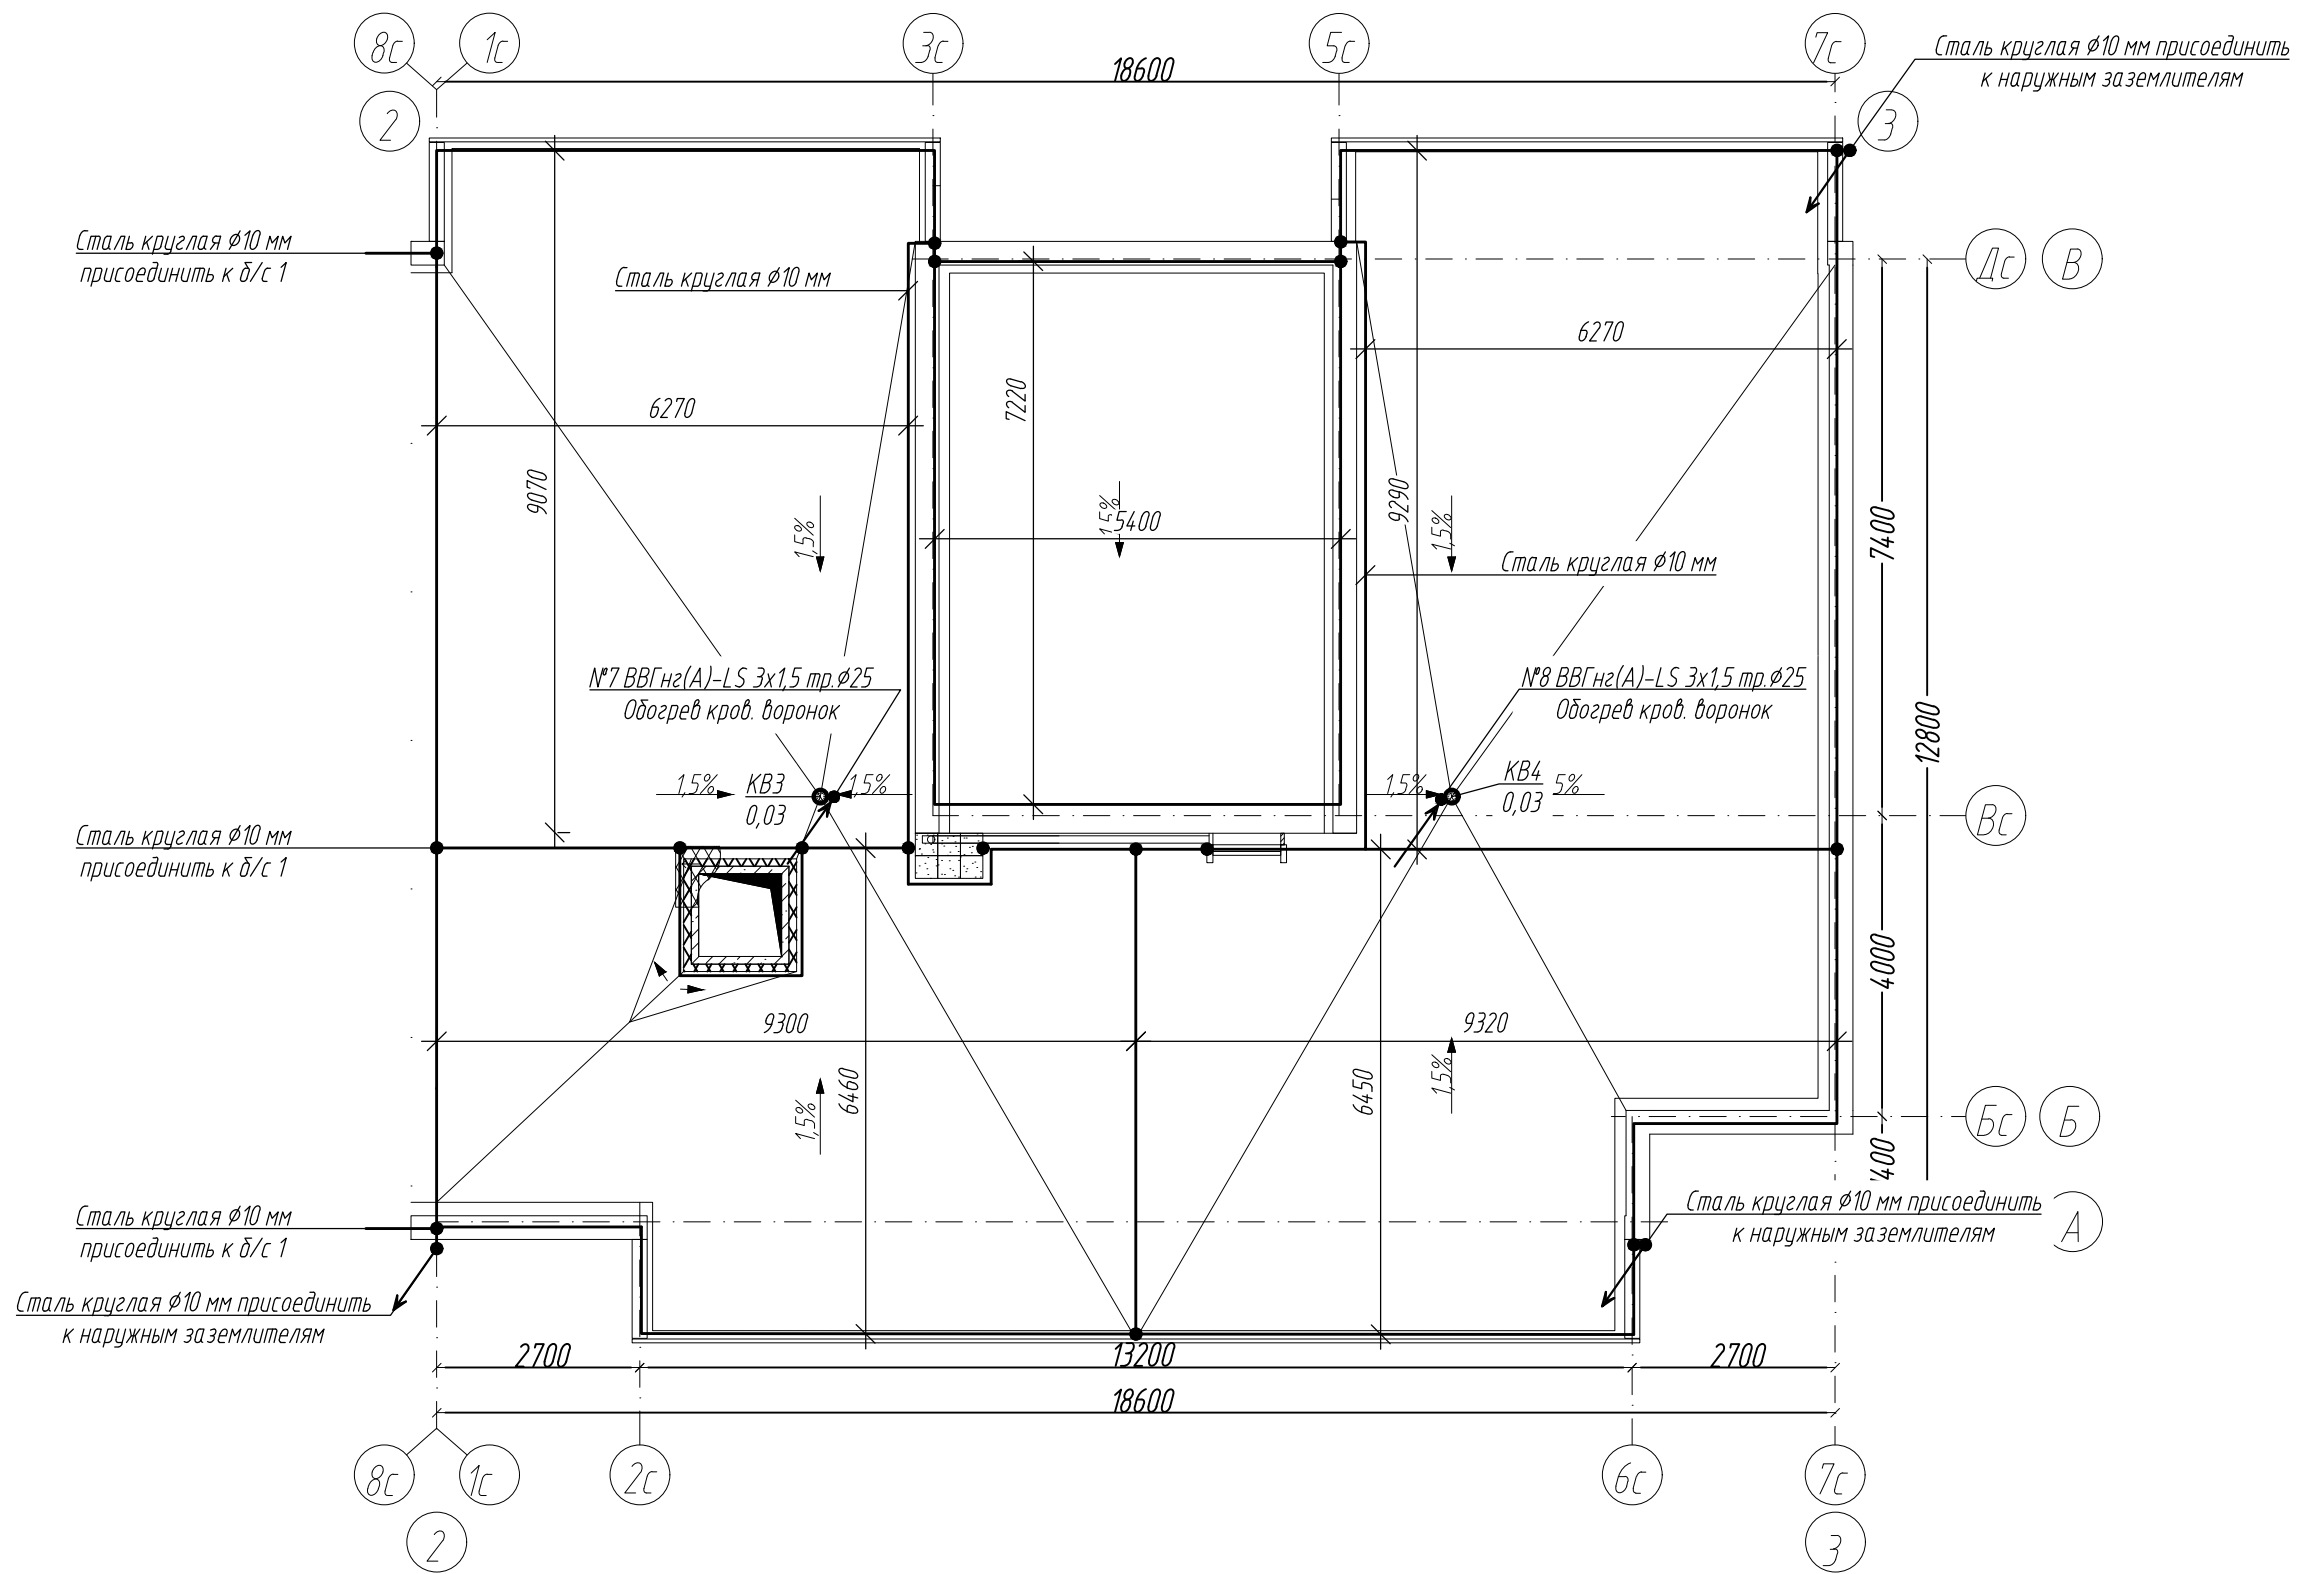 8с
1с
3с
5с
7с
Сталь круглая Ø10 мм присоединить
к наружным заземлителям
18600
2
3
Сталь круглая Ø10 мм
присоединить к б/с 1
Сталь круглая Ø10 мм
Дс
В
6270
6270
7220
9070
9290
1,5%
1,5%
5400
1,5%
7400
Сталь круглая Ø10 мм
№7 ВВГнг(А)-LS 3x1,5 тр.Ø25
Обогрев кров. воронок
№8 ВВГнг(А)-LS 3x1,5 тр.Ø25
Обогрев кров. воронок
12800
1,5%
КВ3
0,03
1,5%
1,5%
КВ4
0,03
5%
Вс
Сталь круглая Ø10 мм
присоединить к б/с 1
4000
9300
9320
6460
6450
1,5%
1,5%
Бс
Б
400
Сталь круглая Ø10 мм
присоединить к б/с 1
Сталь круглая Ø10 мм присоединить
к наружным заземлителям
А
Сталь круглая Ø10 мм присоединить
к наружным заземлителям
2700
13200
2700
18600
8с
1с
2с
6с
7с
2
3